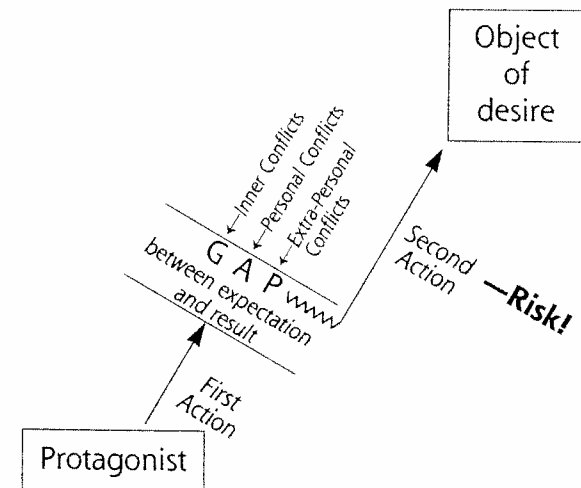 Object
of
desire
Inner Conflicts
Personal Conflicts
Extra-Personal
Conflicts
GAP
between expectation
and result
Second
Action
—Risk!
First
Action
Protagonist